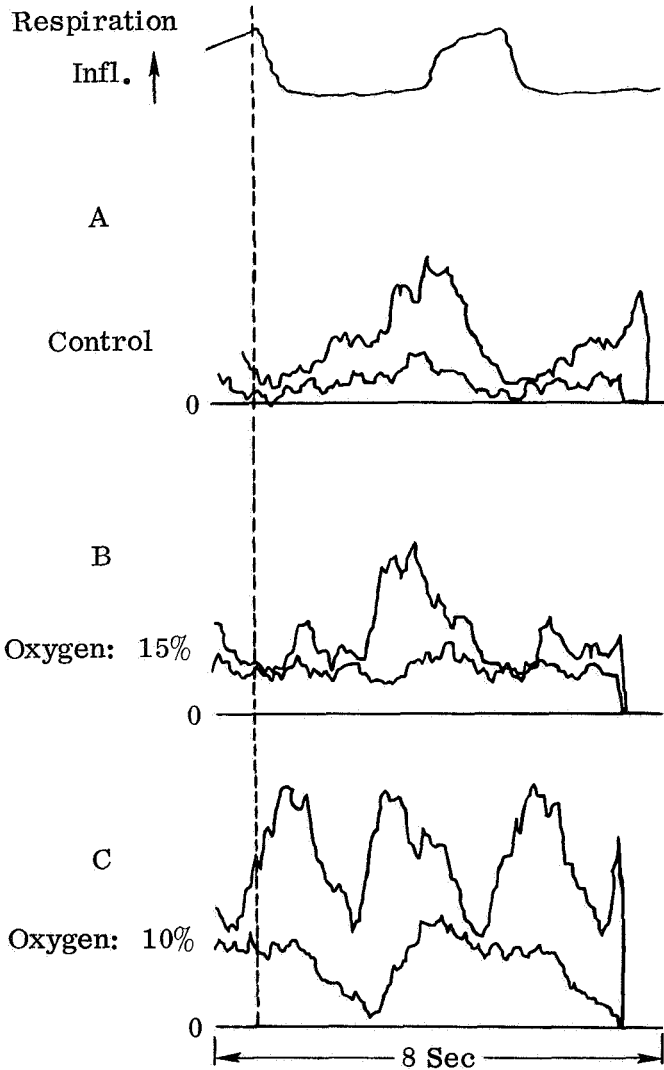 Respiration
Infl.
A
Control
0
B
Oxygen: 15%
0
C
Oxygen: 10%
0
8 Sec